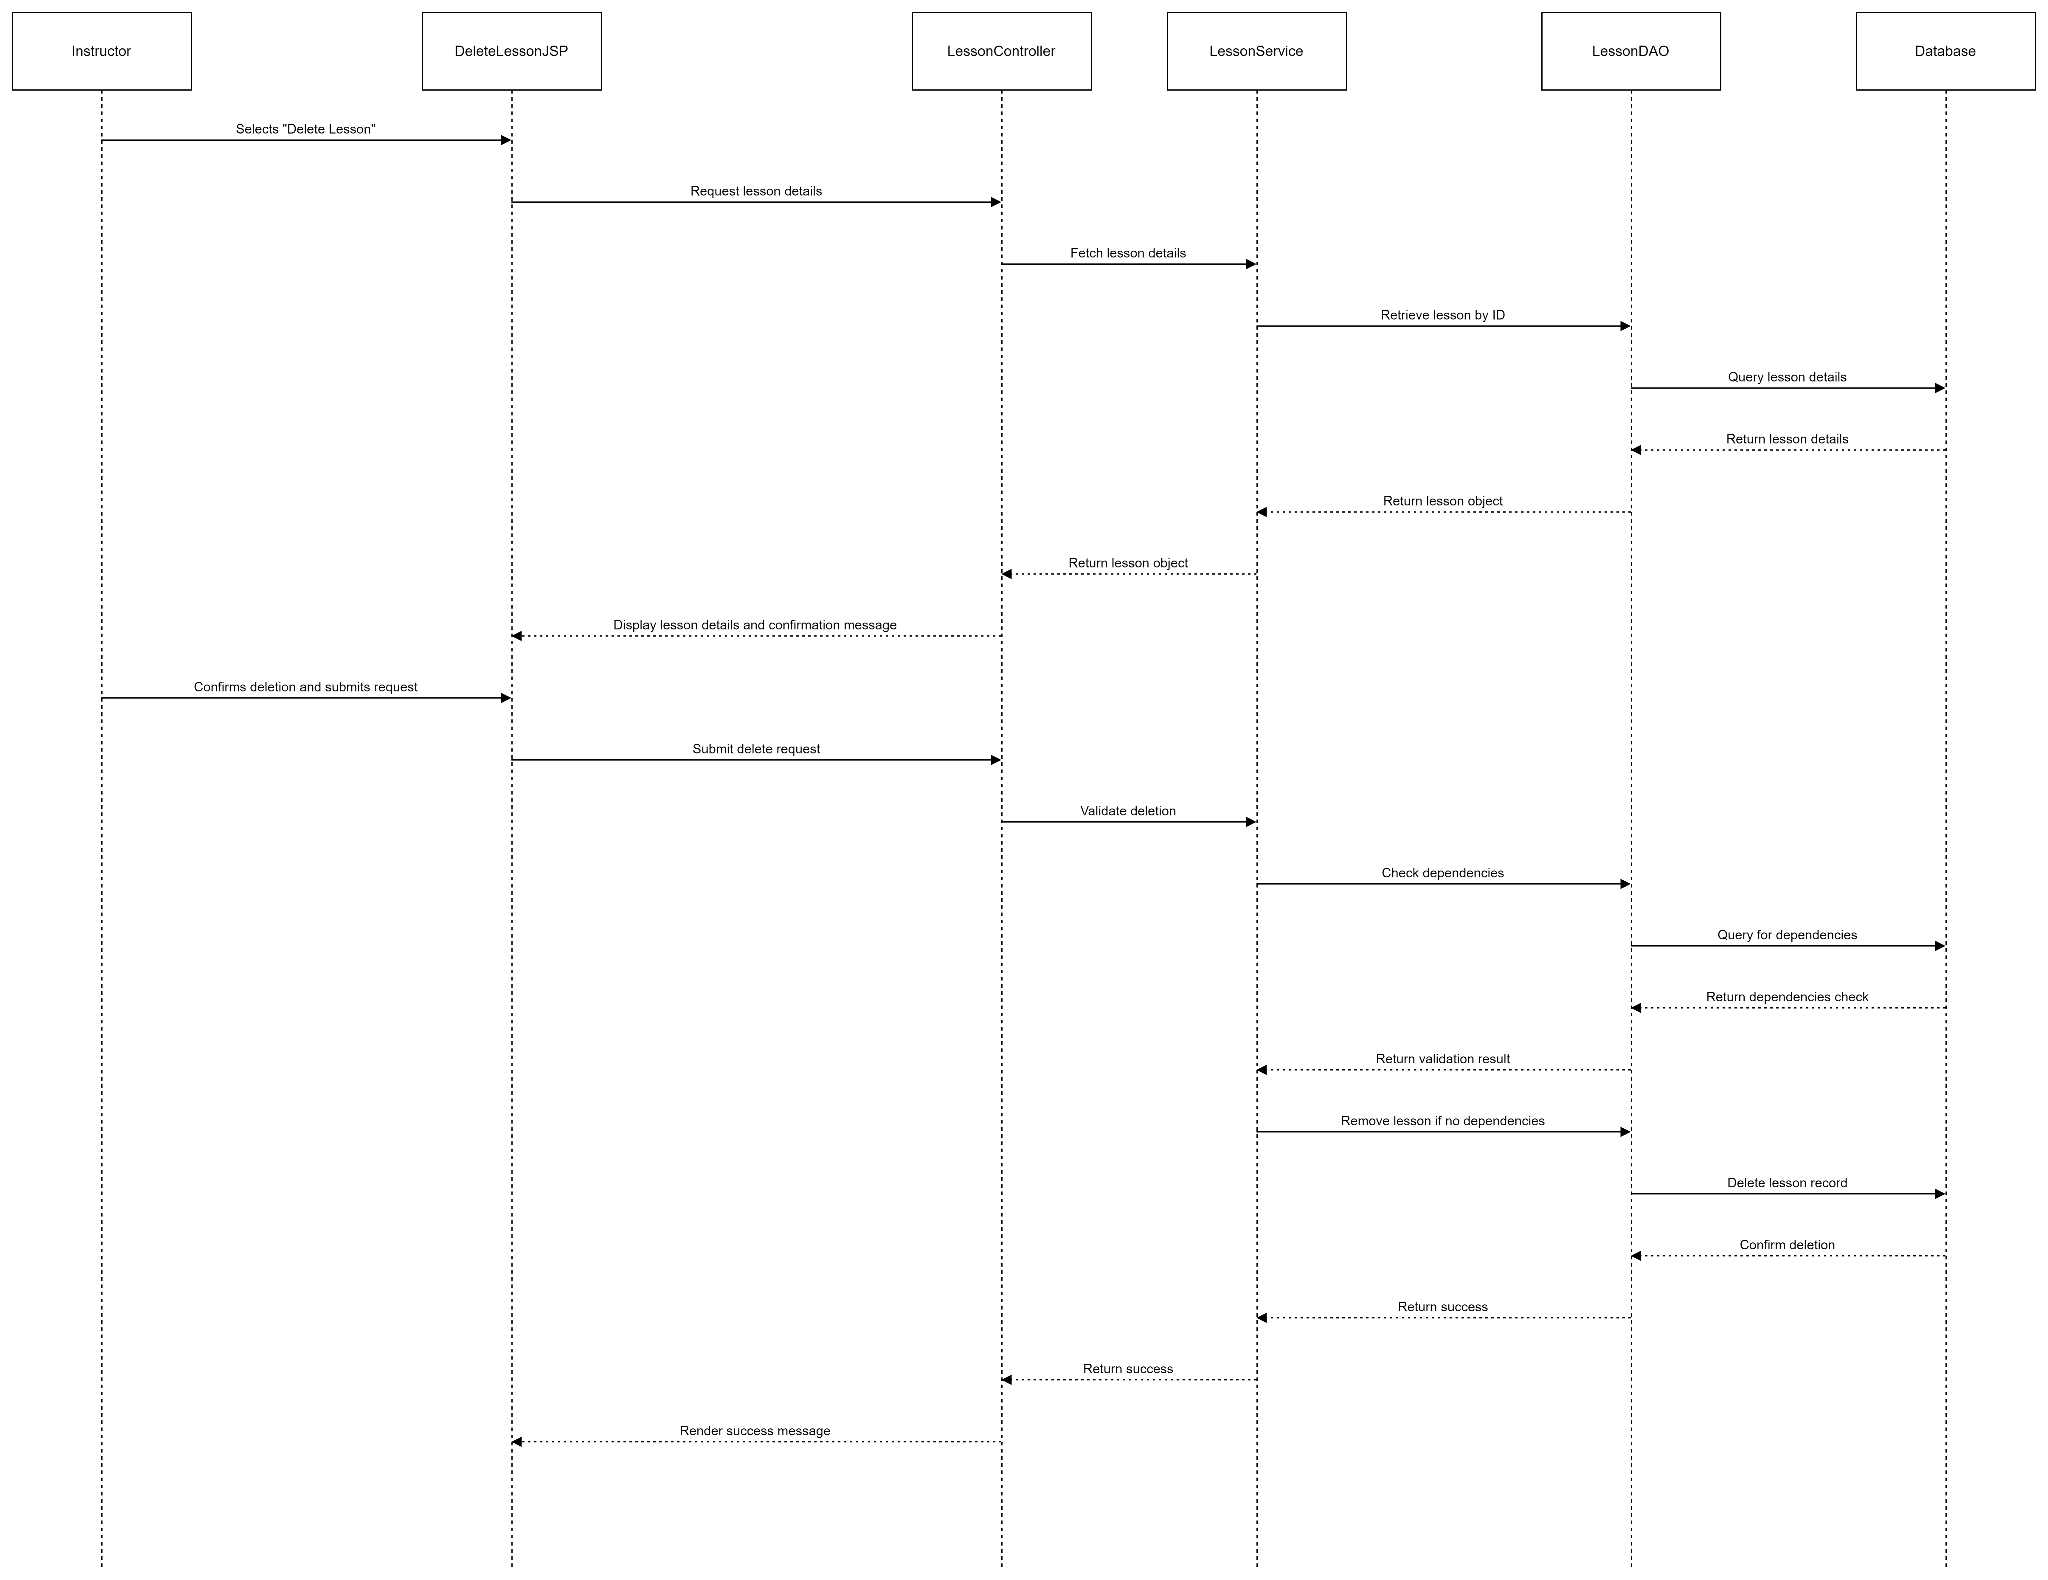 Instructor
DeleteLessonJSP
LessonController
LessonService
LessonDAO
Database
Selects "Delete Lesson"
Request lesson details
Fetch lesson details
Retrieve lesson by ID
Query lesson details
Return lesson details
Return lesson object
Return lesson object
Display lesson details and confirmation message
Confirms deletion and submits request
Submit delete request
Validate deletion
Check dependencies
Query for dependencies
Return dependencies check
Return validation result
Remove lesson if no dependencies
Delete lesson record
Confirm deletion
Return success
Return success
Render success message